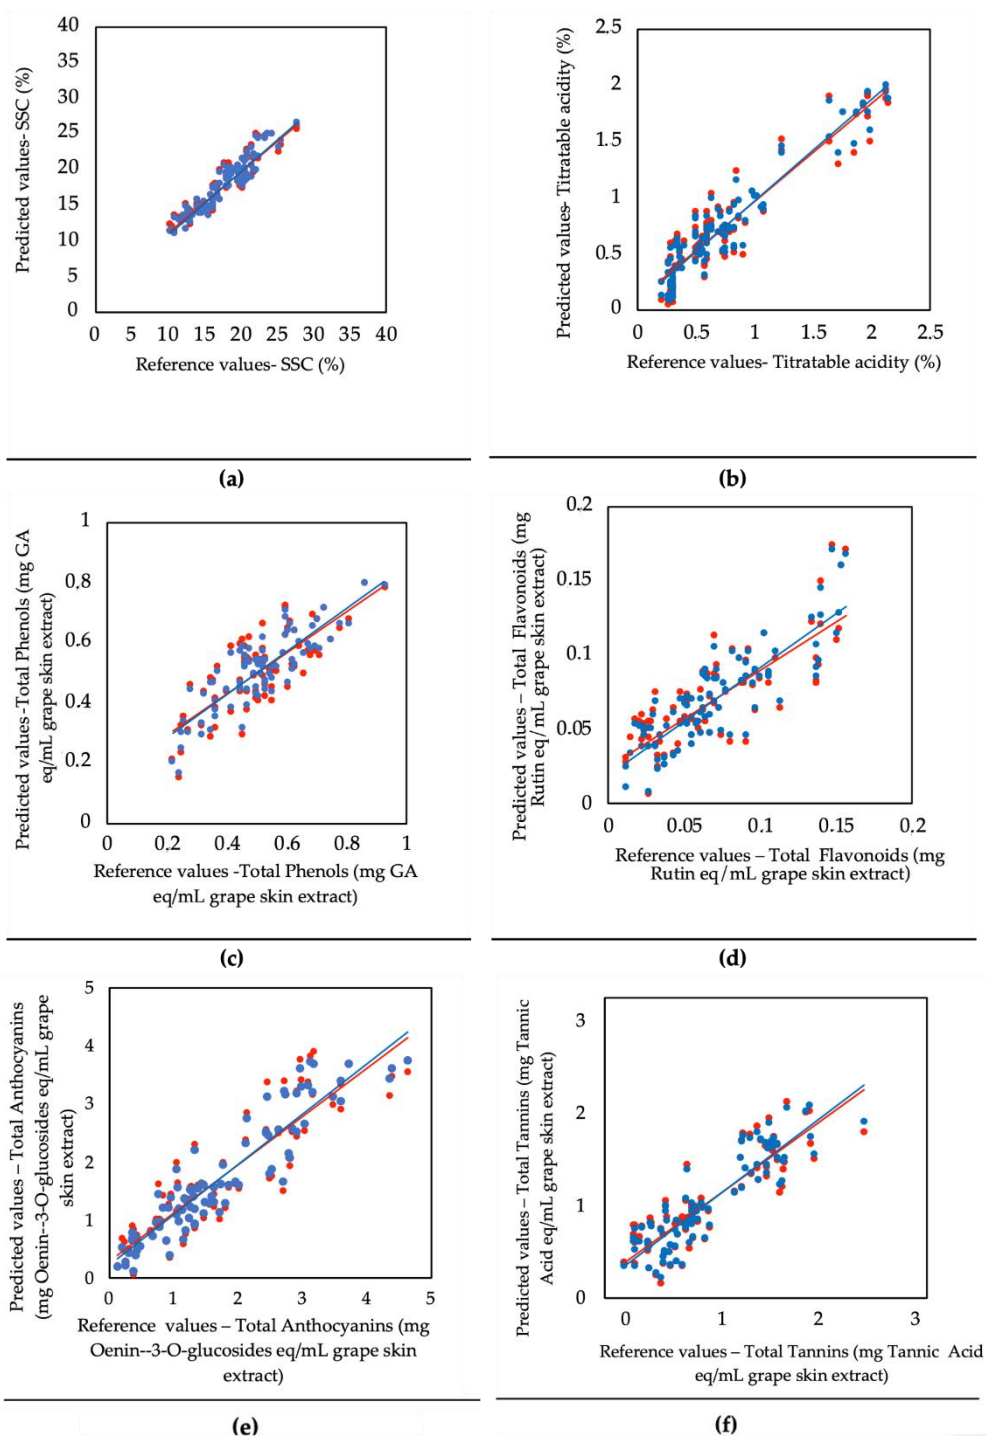 40
35
30
25
20
15
10
5
0
Predicted values- SSC (%)
0 5 10 15 20 25 30 35 40
Reference values- SSC (%)
(a)
2.5
2
1.5
1
0.5
0
Predicted values- Titratable acidity (%)
0 0.5 1 1.5 2 2.5
Reference values- Titratable acidity (%)
(b)
1
0.8
0.6
0.4
0.2
0
Predicted values-Total Phenols (mg GA
eq/mL grape skin extract)
0 0.2 0.4 0.6 0.8 1
Reference values -Total Phenols (mg GA
eq/mL grape skin extract)
(c)
0.2
0.15
0.1
0.05
0
Predicted values – Total Flavonoids (mg
Rutin eq/mL grape skin extract)
0 0.05 0.1 0.15 0.2
Reference values – Total Flavonoids (mg
Rutin eq/mL grape skin extract)
(d)
5
4
3
2
1
0
Predicted values – Total Anthocyanins
(mg Oenin--3-O-glucosides eq/mL grape
skin extract)
0 1 2 3 4 5
Reference values – Total Anthocyanins (mg
Oenin--3-O-glucosides eq/mL grape skin
extract)
(e)
3
2
1
0
Predicted values – Total Tannins (mg Tannic
Acid eq/mL grape skin extract)
0 1 2 3
Reference values – Total Tannins (mg Tannic Acid
eq/mL grape skin extract)
(f)